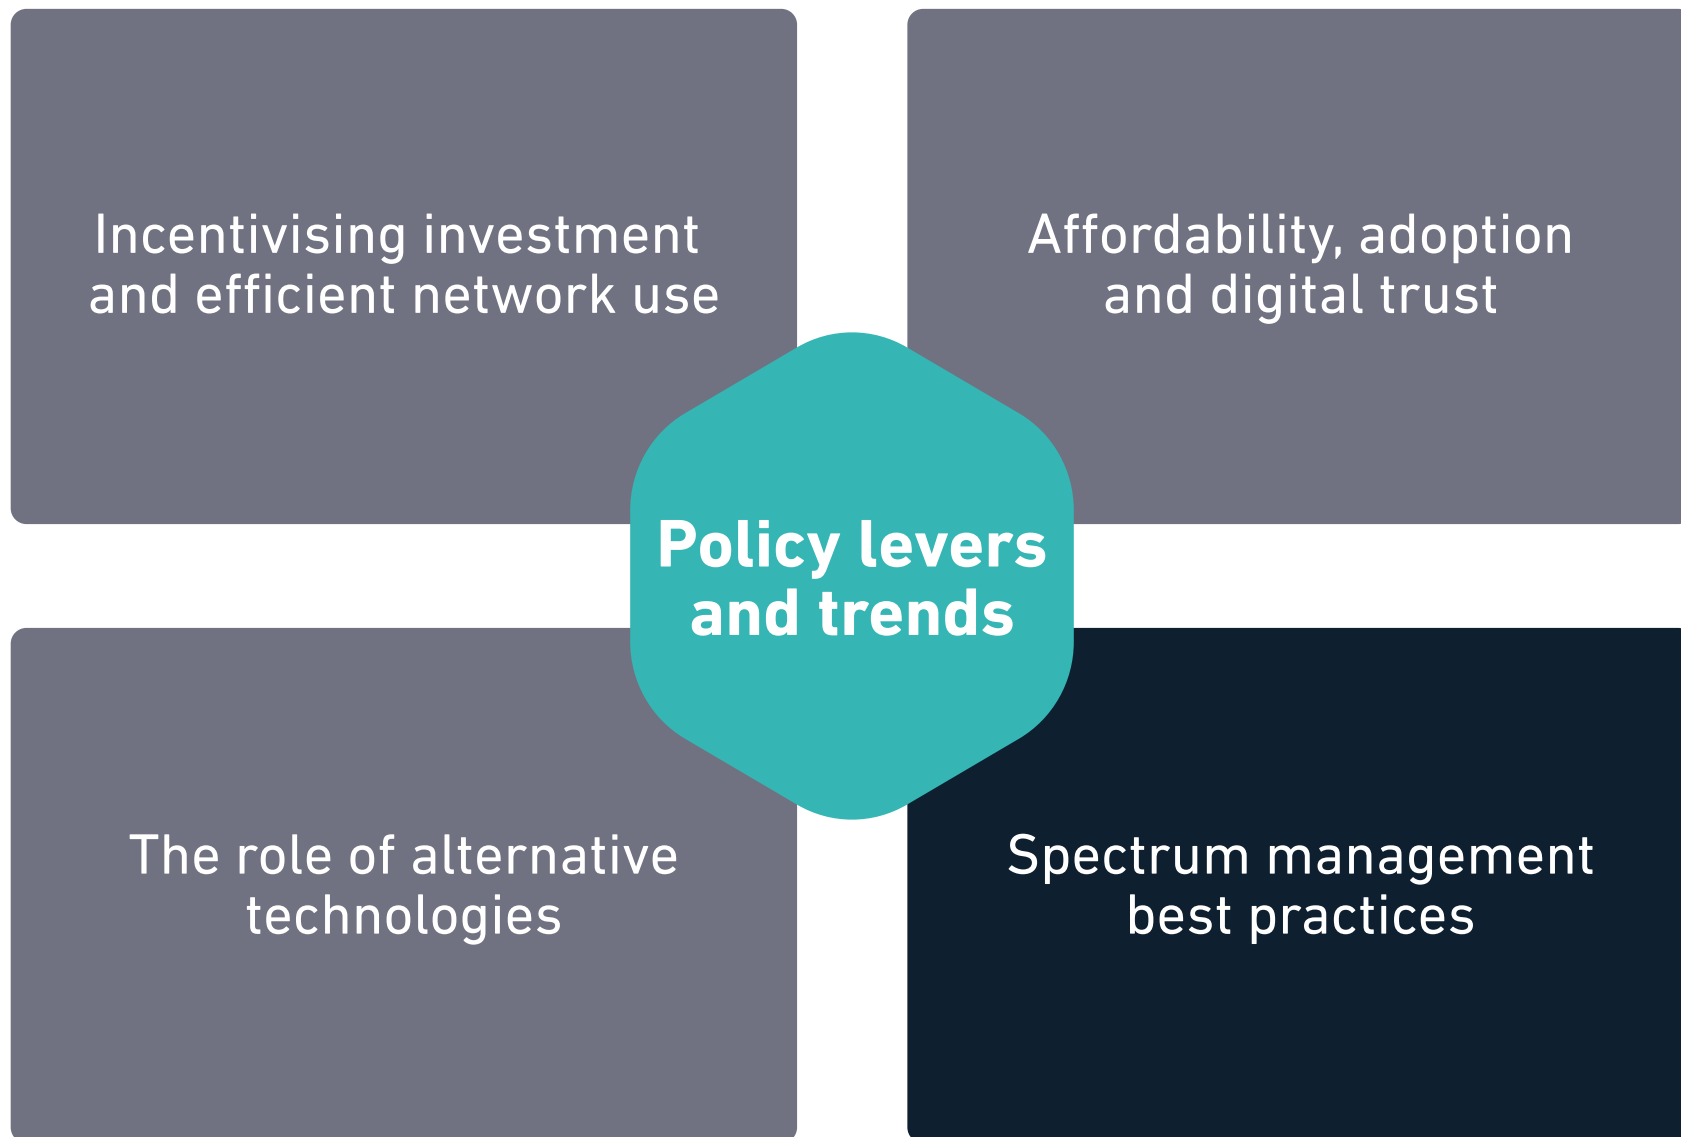 Incentivising investment
and efficient network use
Affordability, adoption
and digital trust
Policy levers
and trends
The role of alternative
technologies
Spectrum management
best practices